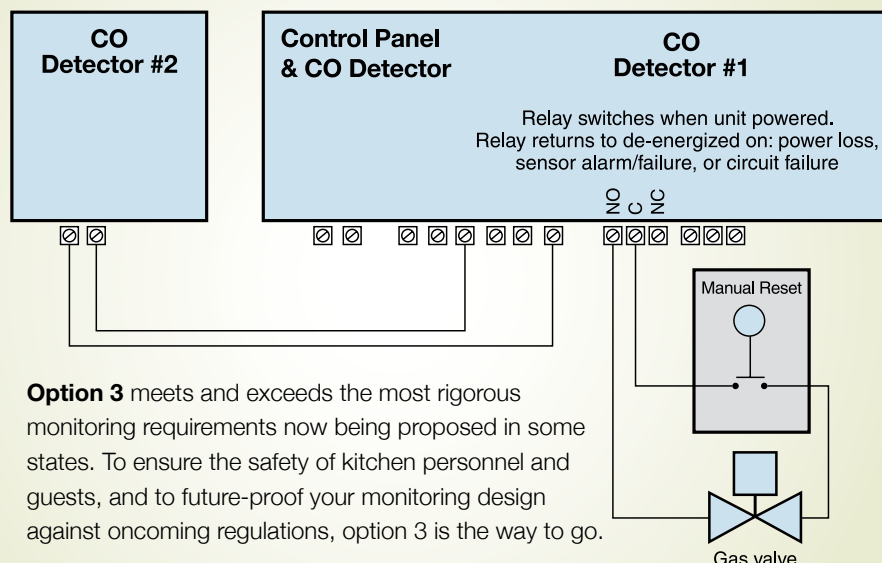 CO
Detector #2
Control Panel
& CO Detector
CO
Detector #1
Relay switches when unit powered.
Relay returns to de-energized on: power loss,
sensor alarm/failure, or circuit failure
NO
C
NC
Manual Reset
Option 3 meets and exceeds the most rigorous
monitoring requirements now being proposed in some
states. To ensure the safety of kitchen personnel and
guests, and to future-proof your monitoring design
against oncoming regulations, option 3 is the way to go.
Gas valve